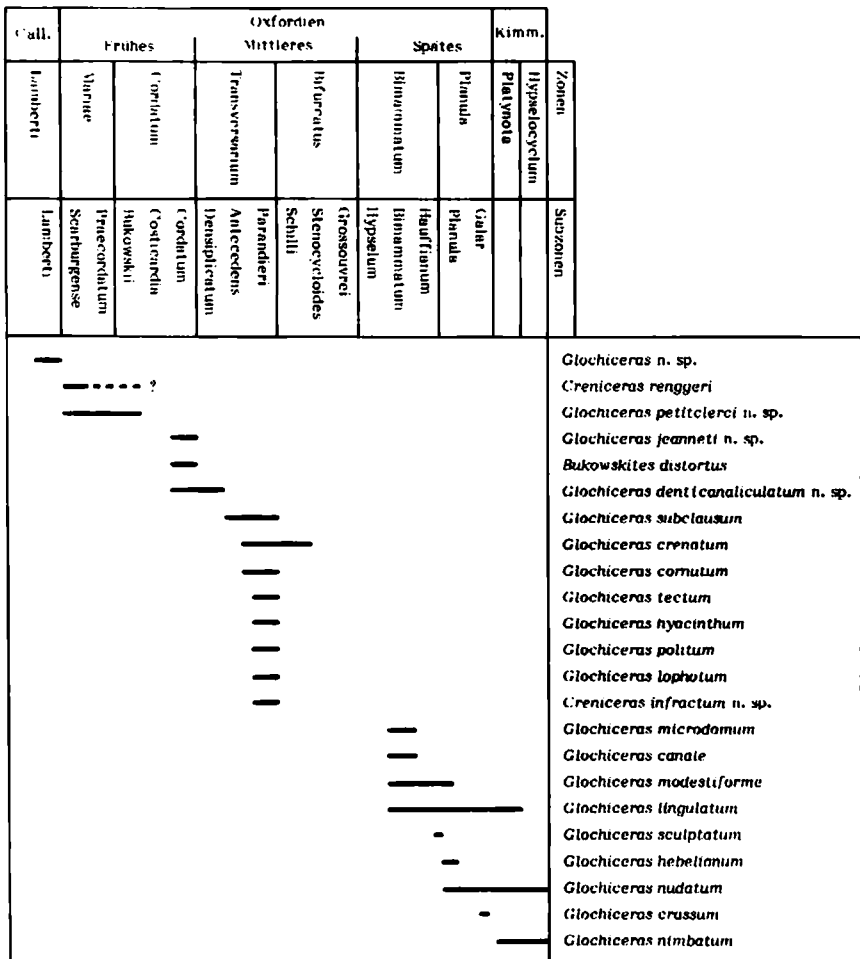 Call.
Oxfordien
Kimm.
Frühes
Mittleres
Spätes
Lamberti
Mariae
Cordatum
Transversarium
Bifurcatus
Bimammatum
Planula
Platynota
Hypselocyclum
Zonen
Lamberti
Scarburgense
Praecordatum
Bukowskii
Costicardia
Cordatum
Densiplicatum
Antecedens
Parandieri
Schilli
Stenocycloides
Grossouvrei
Hypselum
Bimammatum
Hauffianum
Planula
Galar
Subzonen
Glochiceras n. sp.
? Creniceras renggeri
Glochiceras petitclerci n. sp.
Glochiceras jeanneti n. sp.
Bukowskites distortus
Glochiceras denticanaliculatum n. sp.
Glochiceras subclausum
Glochiceras crenatum
Glochiceras cornutum
Glochiceras tectum
Glochiceras hyacinthum
Glochiceras politum
Glochiceras lophotum
Creniceras infractum n. sp.
Glochiceras microdomum
Glochiceras canale
Glochiceras modestiforme
Glochiceras lingulatum
Glochiceras sculptatum
Glochiceras hebelianum
Glochiceras nudatum
Glochiceras crassum
Glochiceras nimbatum